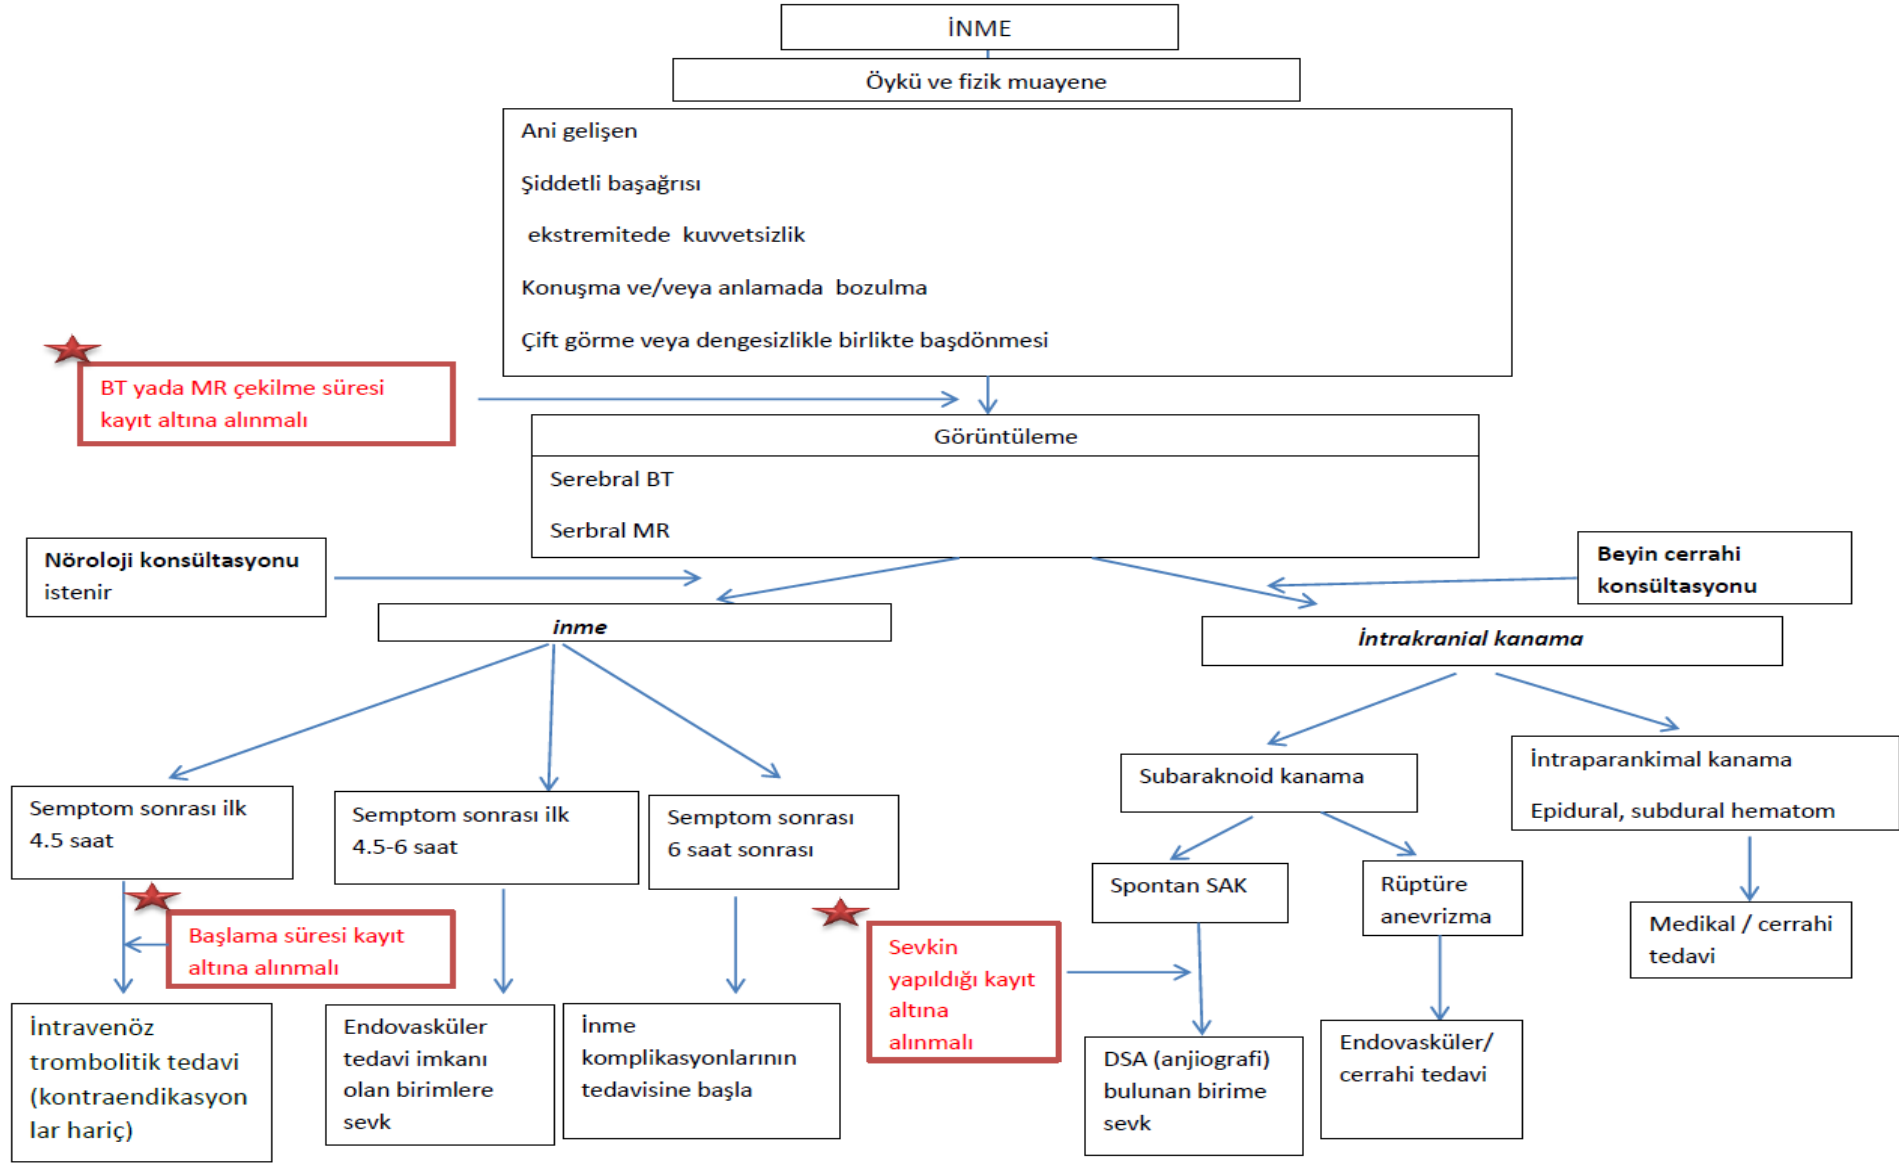 İNME
Öykü ve fizik muayene
Ani gelişen
Şiddetli başağrısı
ekstremitede kuvvetsizlik
Konuşma ve/veya anlamada bozulma
Çift görme veya dengesizlikle birlikte başdönmesi
BT yada MR çekilme süresi
kayıt altına alınmalı
Görüntüleme
Serebral BT
Serbral MR
Nöroloji konsültasyonu
istenir
Beyin cerrahi
konsültasyonu
inme
İntrakranial kanama
Semptom sonrası ilk
4.5 saat
Semptom sonrası ilk
4.5-6 saat
Semptom sonrası
6 saat sonrası
Subaraknoid kanama
İntraparankimal kanama
Epidural, subdural hematom
Başlama süresi kayıt
altına alınmalı
Sevkin
yapıldığı kayıt
altına
alınmalı
Spontan SAK
Rüptüre
anevrizma
Medikal / cerrahi
tedavi
İntravenöz
trombolitik tedavi
(kontraendikasyon
lar hariç)
Endovasküler
tedavi imkanı
olan birimlere
sevk
İnme
komplikasyonlarının
tedavisine başla
DSA (anjiografi)
bulunan birime
sevk
Endovasküler/
cerrahi tedavi